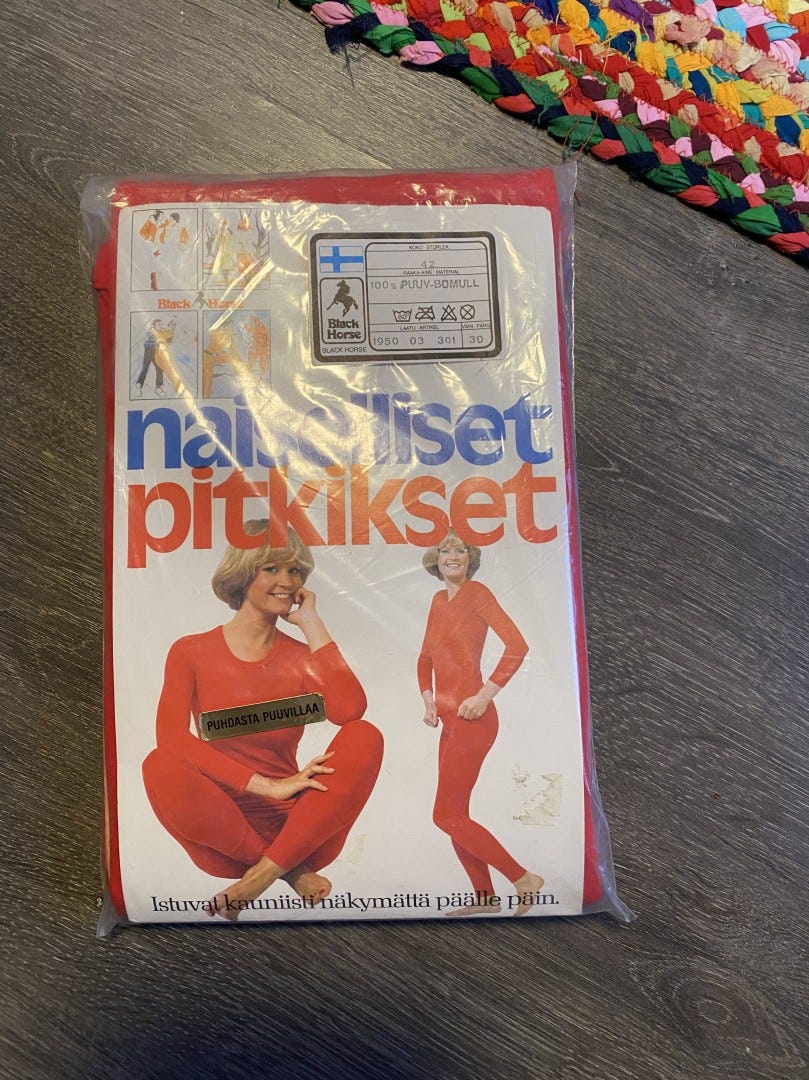 Black Horse
KOKO STORLEK
42
RAAKA-AINE MATERIAL
100% PUUV-BOMULL
60
Black
Horse
BLACK HORSE
LAATU ARTIKEL VÄRI FÄRG
1950 03 301 30
naiselliset
pitkikset
PUHDASTA PUUVILLAA
Istuvat kauniisti näkymättä päälle päin.